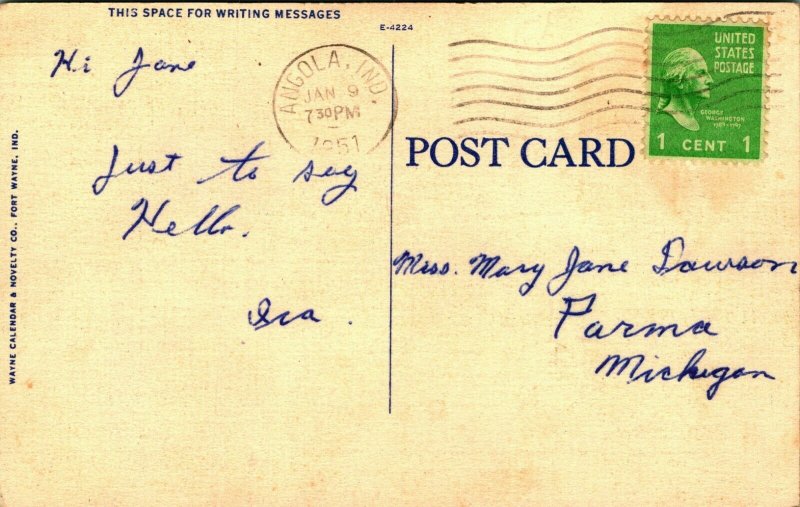 THIS SPACE FOR WRITING MESSAGES
E-4224
Hi Jane
Just to say
Hello.
Ira.
ANGOLA, IND.
JAN 9
7 30 PM
1951
UNITED
STATES
POSTAGE
GEORGE
WASHINGTON
1789-1797
1 CENT 1
POST CARD
Miss. Mary Jane Dawson
Parma
Michigan
WAYNE CALENDAR & NOVELTY CO., FORT WAYNE, IND.